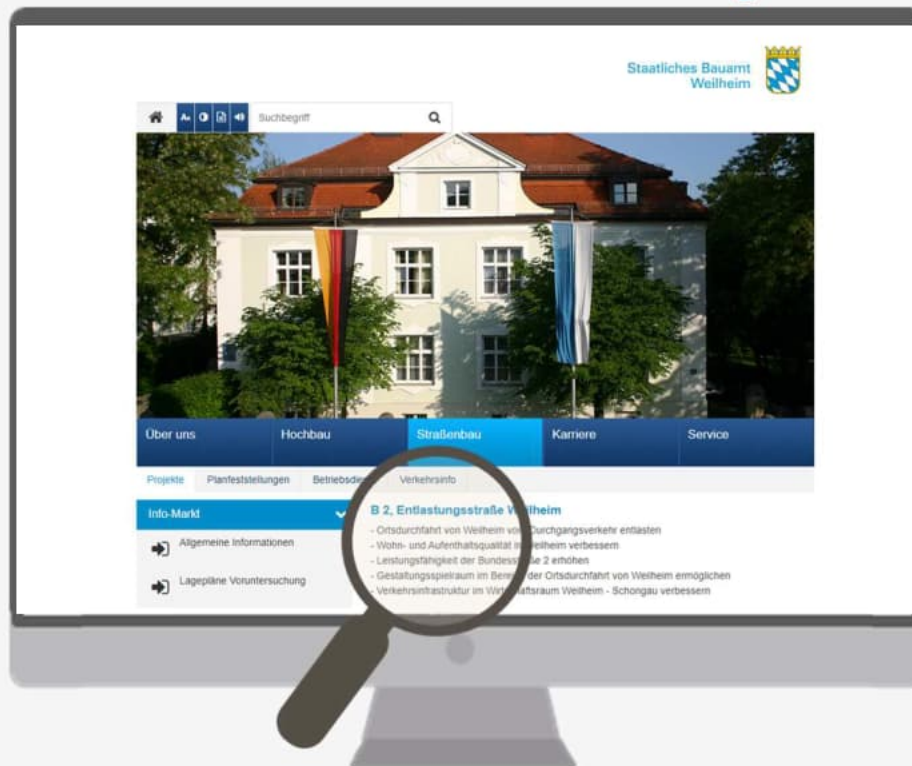 Staatliches Bauamt
Weilheim
Suchbegriff
Über uns Hochbau Straßenbau Karriere Service
Projekte Planfeststellungen Betriebsdienst Verkehrsinfo
Info-Markt
Allgemeine Informationen
Lagepläne Voruntersuchung
B 2, Entlastungsstraße Weilheim
- Ortsdurchfahrt von Weilheim vom Durchgangsverkehr entlasten
- Wohn- und Aufenthaltsqualität in Weilheim verbessern
- Leistungsfähigkeit der Bundesstraße 2 erhöhen
- Gestaltungsspielraum im Bereich der Ortsdurchfahrt von Weilheim ermöglichen
- Verkehrsinfrastruktur im Wirtschaftsraum Weilheim - Schongau verbessern